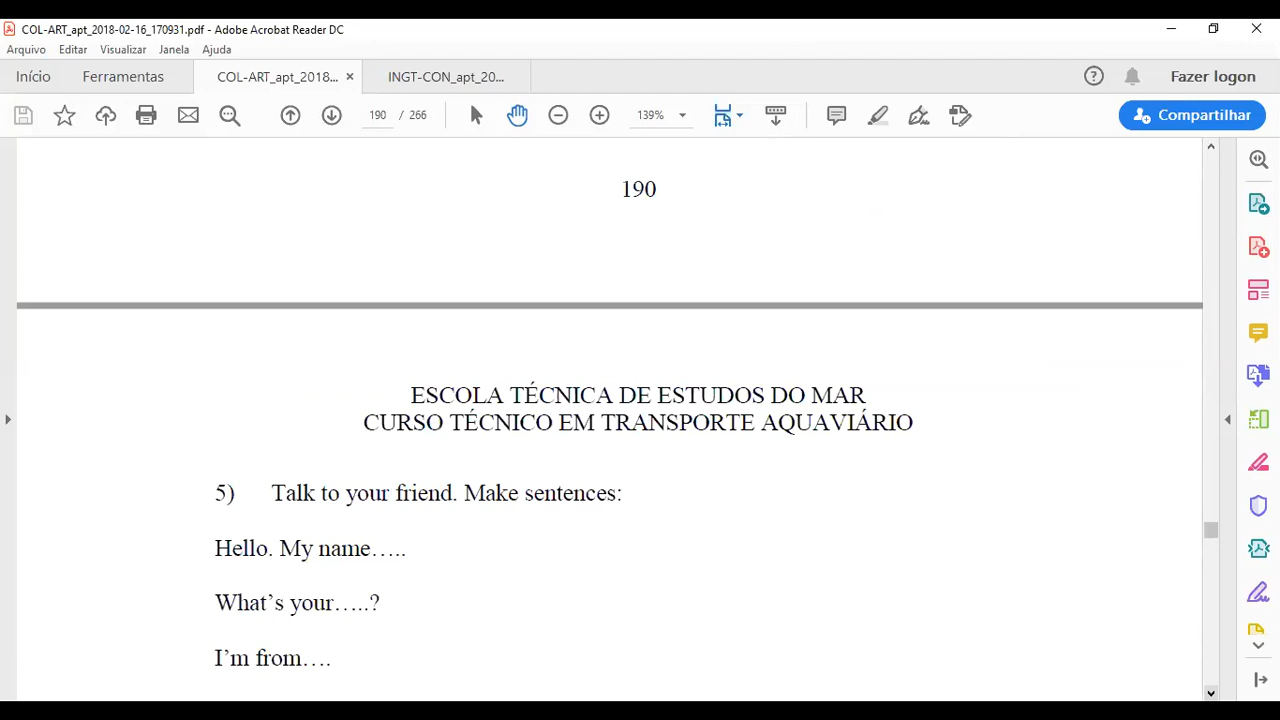 COL-ART_apt_2018-02-16_170931.pdf - Adobe Acrobat Reader DC
Arquivo Editar Visualizar Janela Ajuda
Início Ferramentas COL-ART_apt_2018... × INGT-CON_apt_20... Fazer logon
190 / 266 139% Compartilhar
190
ESCOLA TÉCNICA DE ESTUDOS DO MAR
CURSO TÉCNICO EM TRANSPORTE AQUAVIÁRIO
5) Talk to your friend. Make sentences:
Hello. My name…..
What’s your…..?
I’m from….